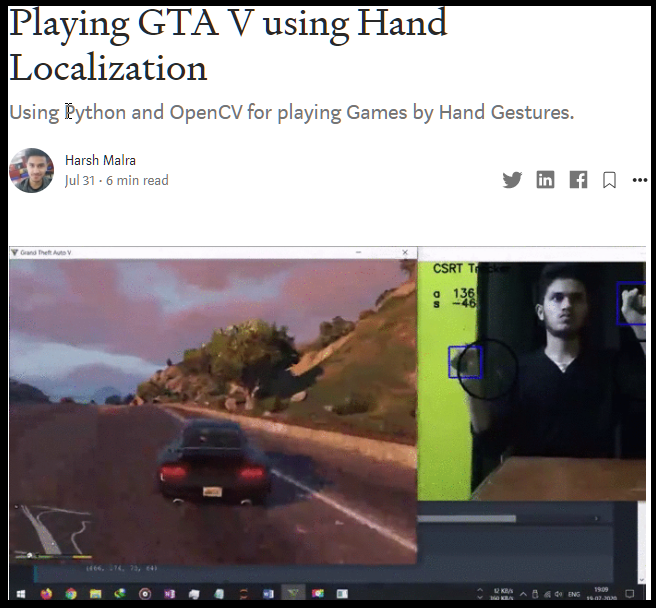 Playing GTA V using Hand
Localization
Using Python and OpenCV for playing Games by Hand Gestures.
Harsh Malra
Jul 31 · 6 min read
Grand Theft Auto V
CSRT Tracker
a 136
s -46
ENG
19:09
19-07-2020